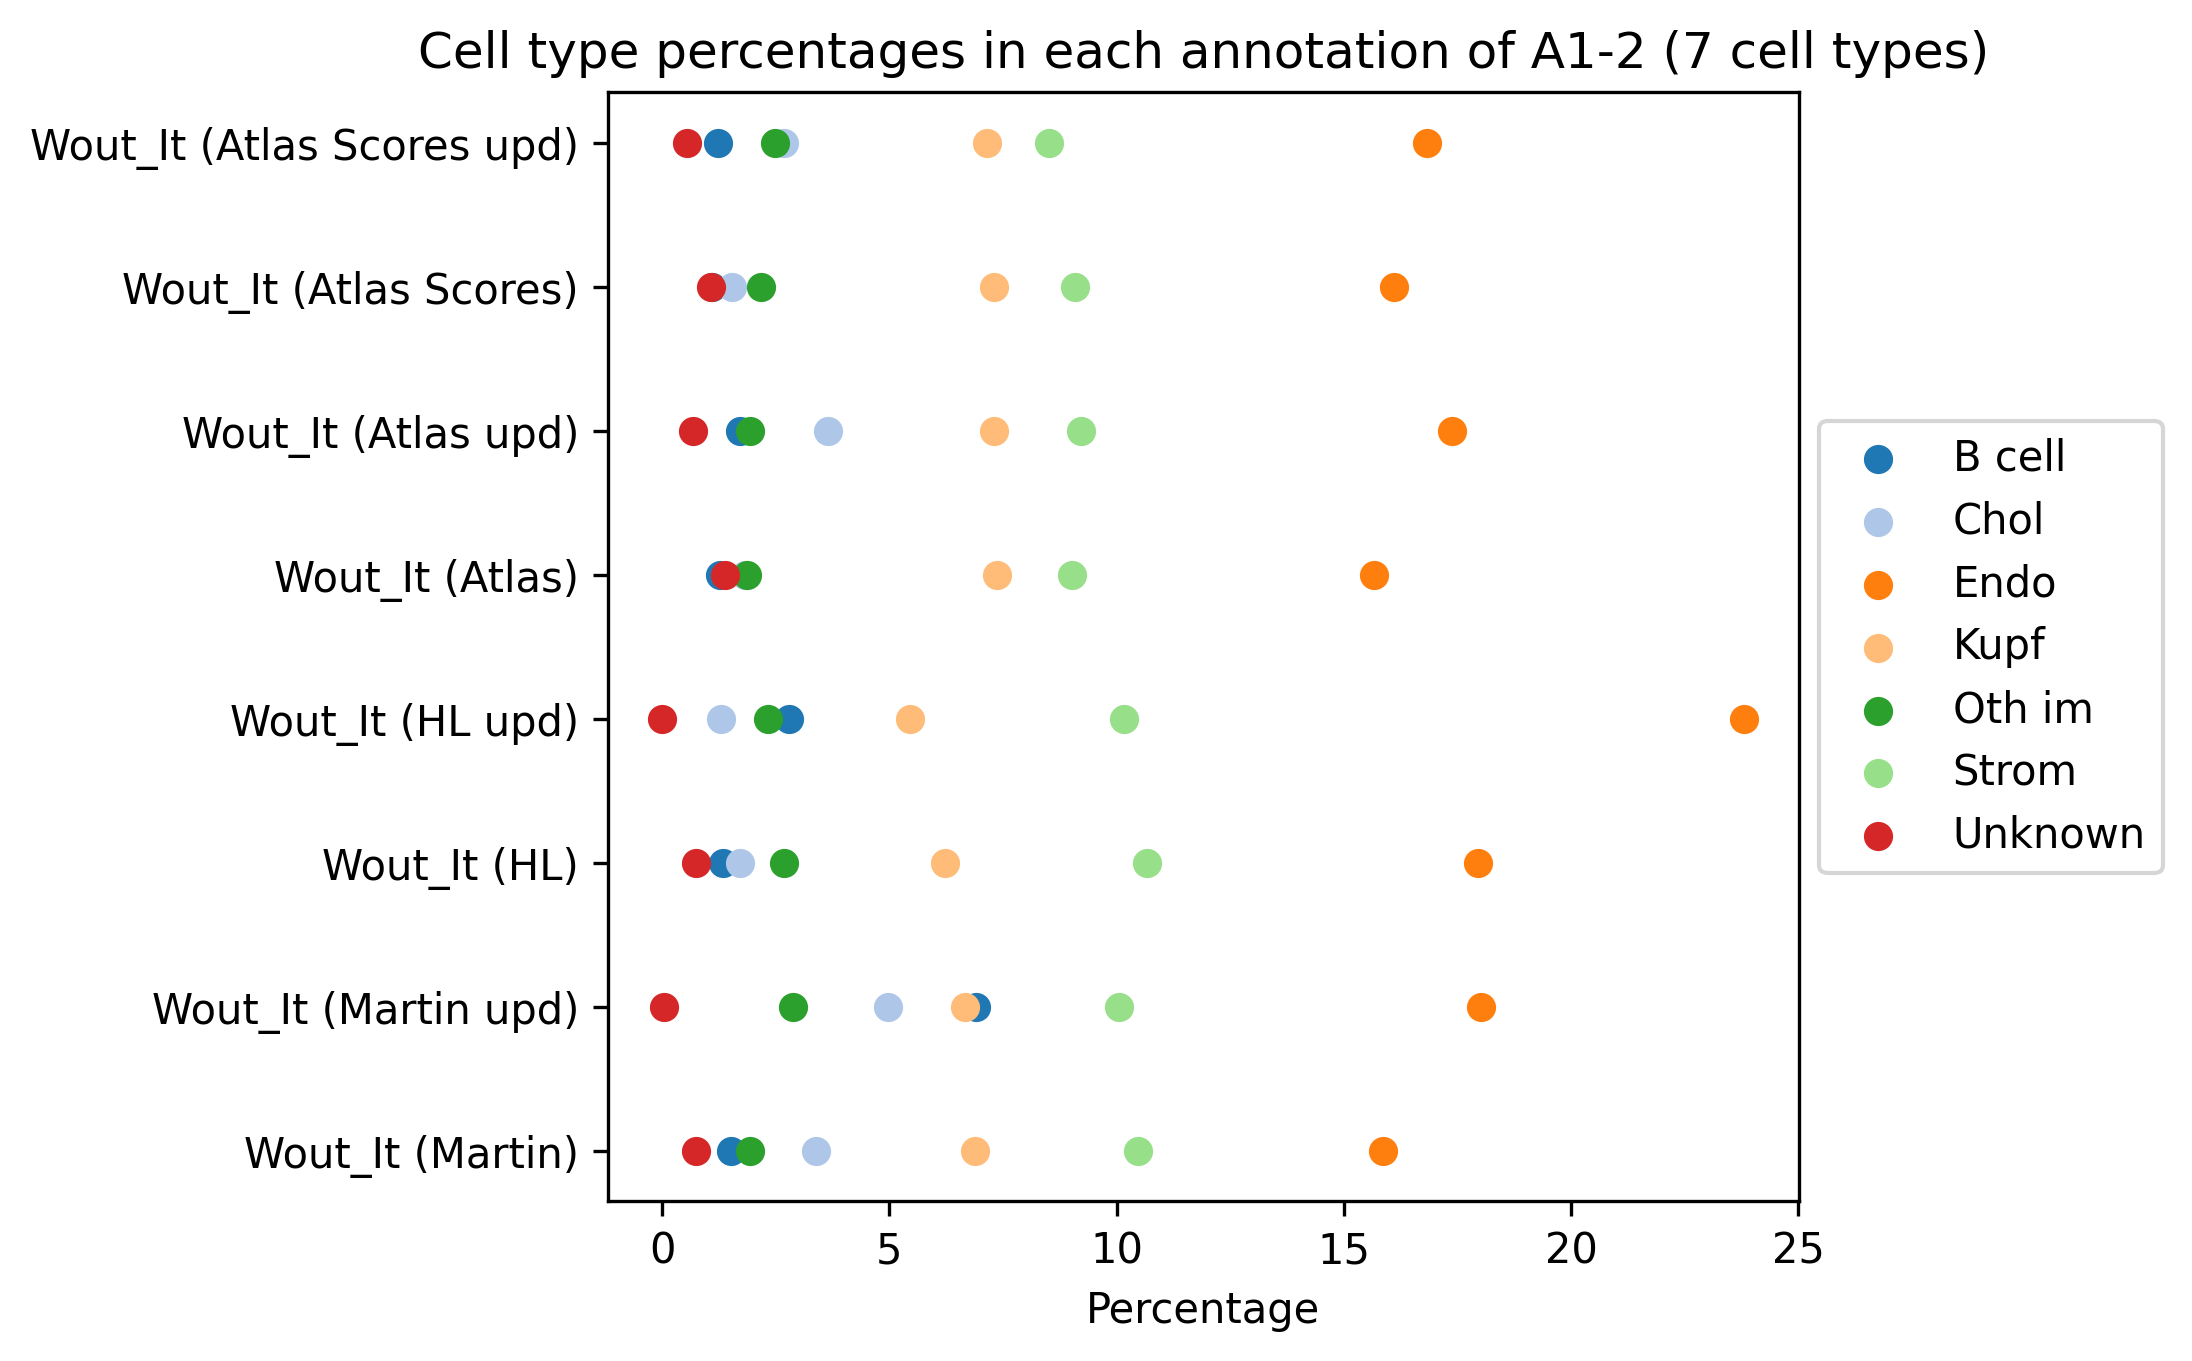 Cell type percentages in each annotation of A1-2 (7 cell types)
Wout_It (Atlas Scores upd)
Wout_It (Atlas Scores)
Wout_It (Atlas upd)
Wout_It (Atlas)
Wout_It (HL upd)
Wout_It (HL)
Wout_It (Martin upd)
Wout_It (Martin)
0 5 10 15 20 25
Percentage
B cell
Chol
Endo
Kupf
Oth im
Strom
Unknown